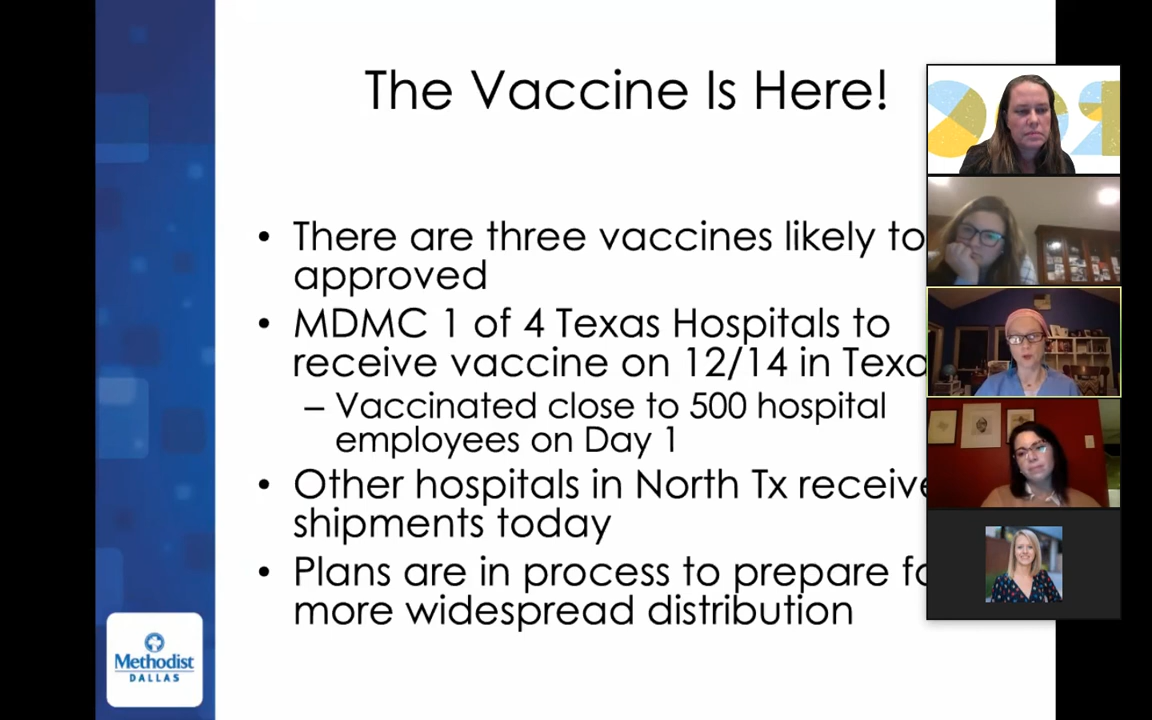 The Vaccine Is Here!
• There are three vaccines likely to
approved
• MDMC 1 of 4 Texas Hospitals to
receive vaccine on 12/14 in Texa
– Vaccinated close to 500 hospital
employees on Day 1
• Other hospitals in North Tx receive
shipments today
• Plans are in process to prepare fo
more widespread distribution
Methodist
DALLAS